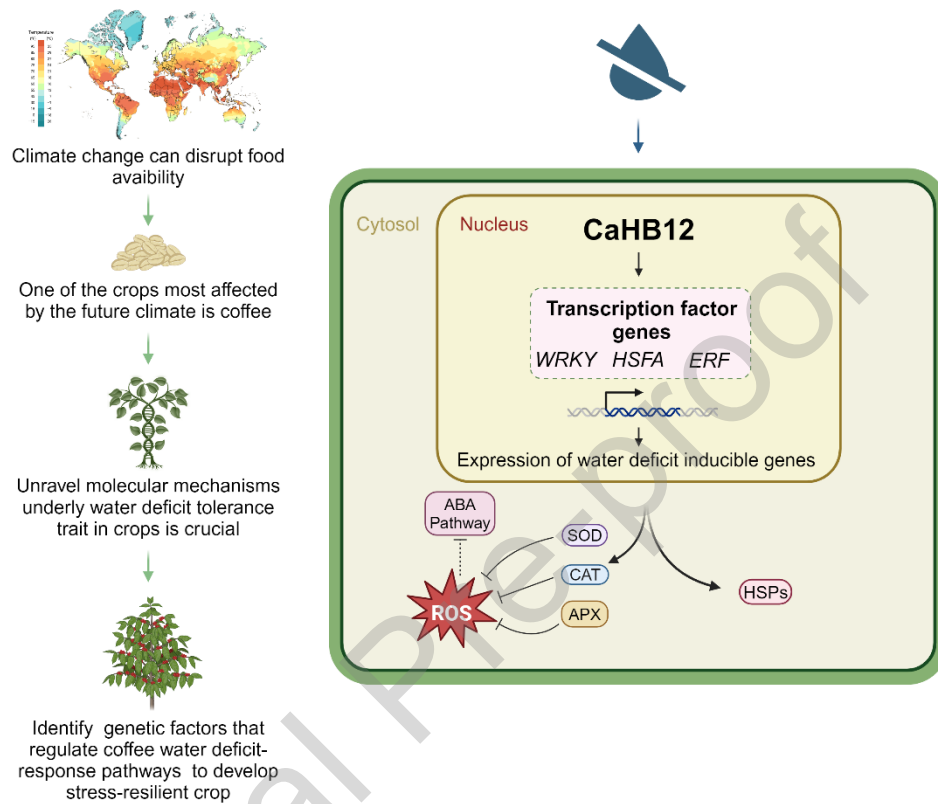 Temperature
Climate change can disrupt food
avaibility
One of the crops most affected
by the future climate is coffee
Unravel molecular mechanisms
underly water deficit tolerance
trait in crops is crucial
Identify genetic factors that
regulate coffee water deficit-
response pathways to develop
stress-resilient crop
Cytosol
Nucleus
CaHB12
Transcription factor
genes
WRKY HSFA ERF
Expression of water deficit inducible genes
ABA
Pathway
SOD
CAT
APX
ROS
HSPs
al Pre-proof